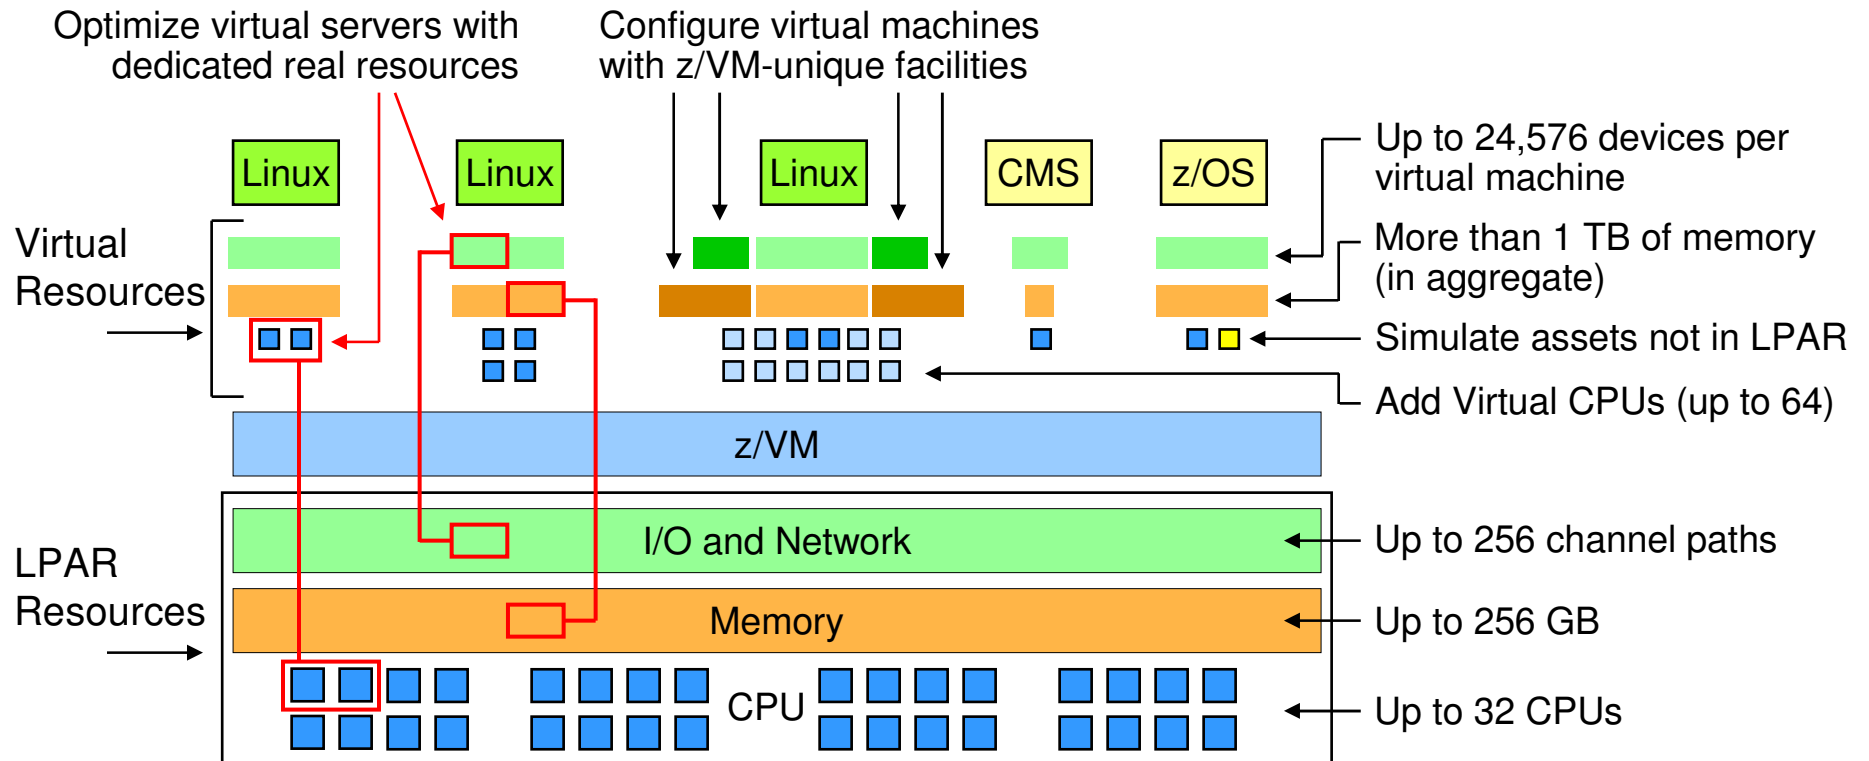 Optimize virtual servers with
dedicated real resources
Configure virtual machines
with z/VM-unique facilities
Linux
Linux
Linux
CMS
z/OS
Up to 24,576 devices per
virtual machine
Virtual
Resources
More than 1 TB of memory
(in aggregate)
Simulate assets not in LPAR
Add Virtual CPUs (up to 64)
z/VM
LPAR
Resources
I/O and Network
Up to 256 channel paths
Memory
Up to 256 GB
CPU
Up to 32 CPUs